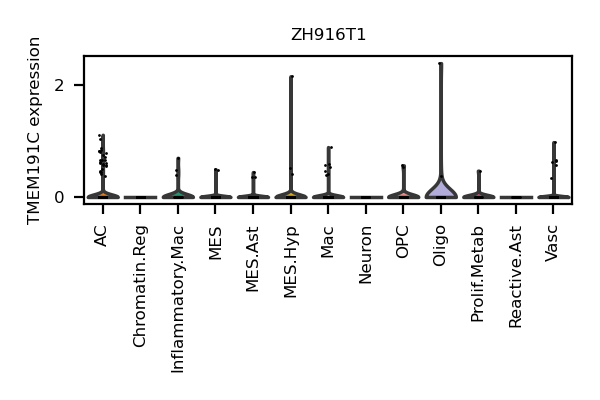 ZH916T1
TMEM191C expression
2
0
AC
Chromatin.Reg
Inflammatory.Mac
MES
MES.Ast
MES.Hyp
Mac
Neuron
OPC
Oligo
Prolif.Metab
Reactive.Ast
Vasc